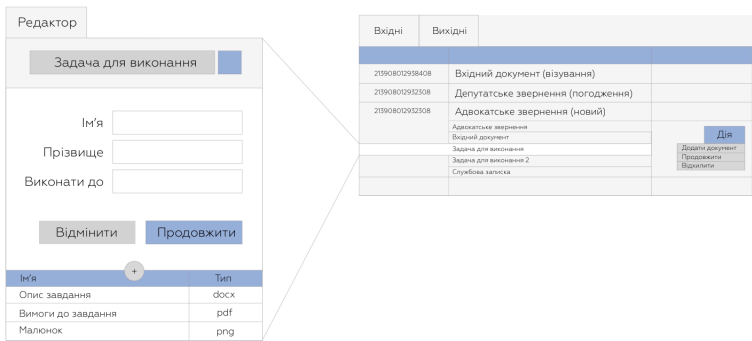 Редактор
Задача для виконання
Ім'я
Прізвище
Виконати до
Відмінити Продовжити
+
Ім'я Тип
Опис завдання docx
Вимоги до завдання pdf
Малюнок png
Вхідні Вихідні
213908012938408 Вхідний документ (візування)
213908012932308 Депутатське звернення (погодження)
213908012932308 Адвокатське звернення (новий)
Адвокатське звернення
Вхідний документ
Задача для виконання
Задача для виконання 2
Службова записка
Дія
Додати документ
Продовжити
Відхилити